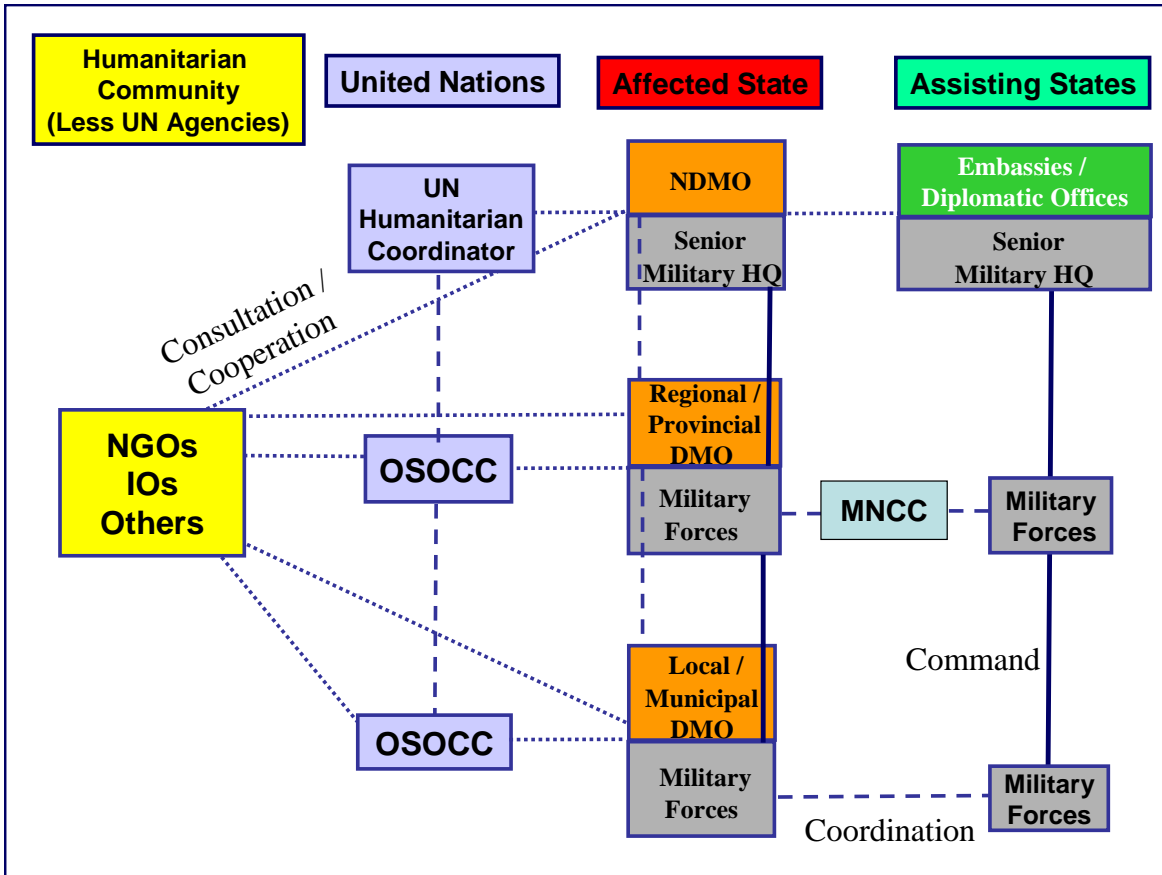 Humanitarian
Community
(Less UN Agencies)
United Nations
Affected State
Assisting States
UN
Humanitarian
Coordinator
NDMO
Senior
Military HQ
Embassies /
Diplomatic Offices
Senior
Military HQ
Consultation /
Cooperation
NGOs
IOs
Others
OSOCC
Regional /
Provincial
DMO
Military
Forces
MNCC
Military
Forces
OSOCC
Local /
Municipal
DMO
Military
Forces
Command
Coordination
Military
Forces